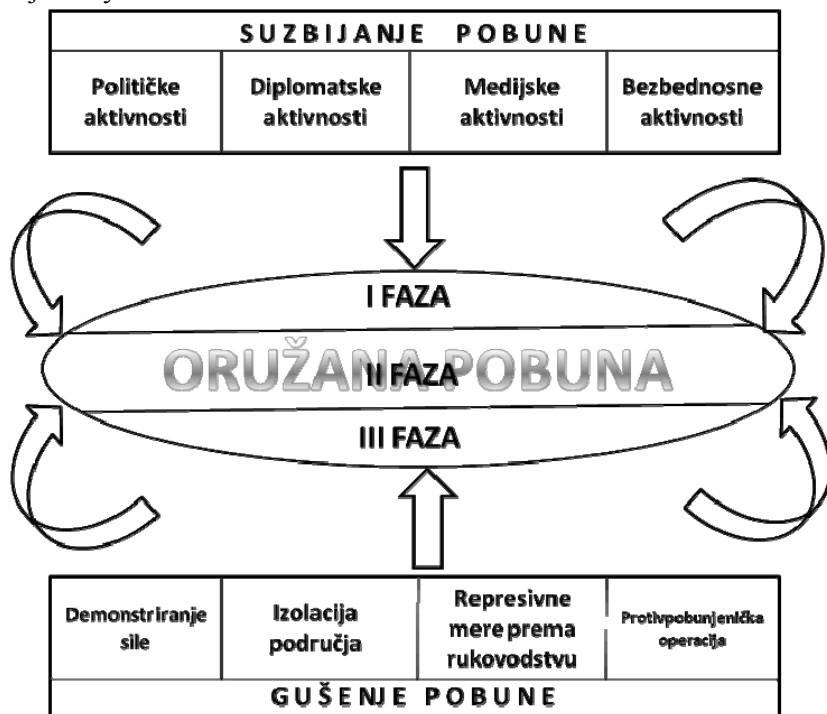 SUZBIJANJE POBUNE
Političke
aktivnosti
Diplomatske
aktivnosti
Medijske
aktivnosti
Bezbednosne
aktivnosti
I FAZA
ORUŽANA POBUNA
II FAZA
III FAZA
Demonstriranje
sile
Izolacija
područja
Represivne
mere prema
rukovodstvu
Protivpobunjenička
operacija
GUŠENJE POBUNE